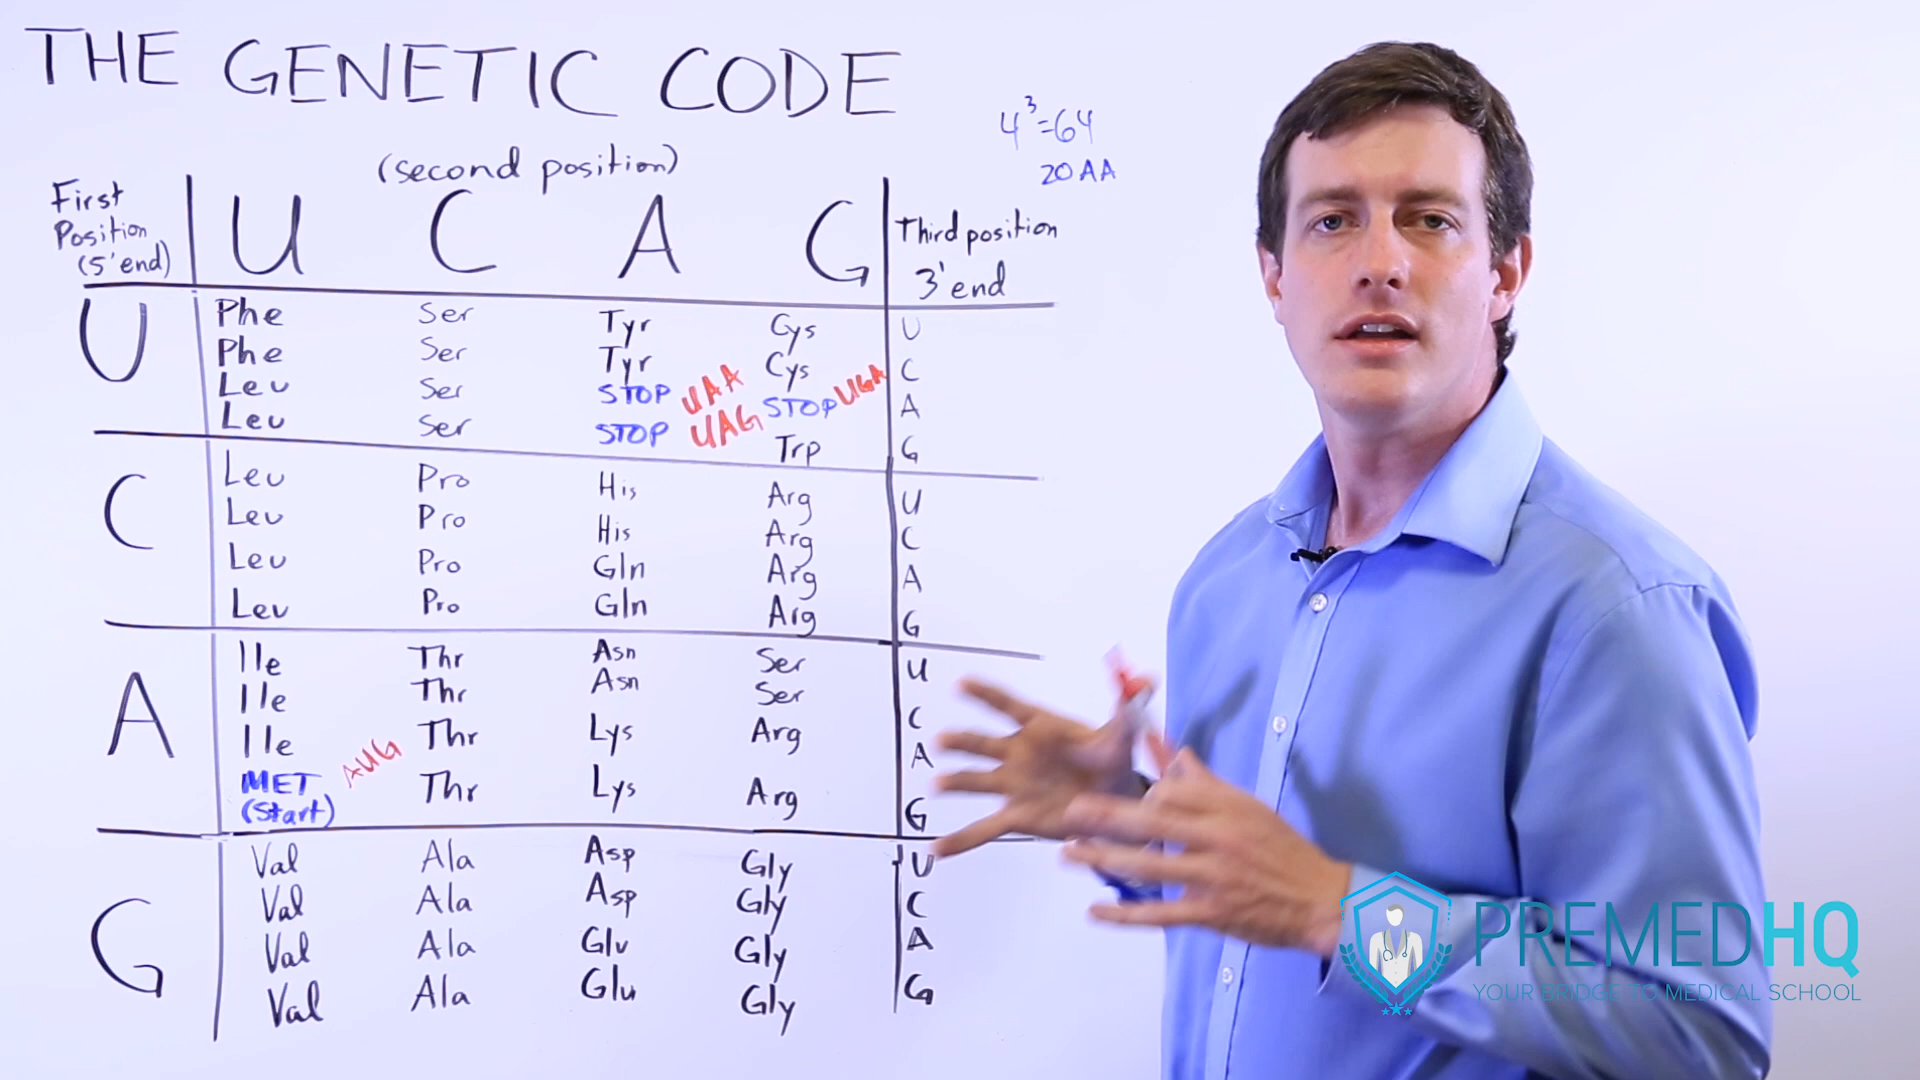 THE GENETIC CODE
4³=64
20 AA
(second position)
First Position (5'end) U C A G Third position 3'end
U Phe Ser Tyr Cys U
Phe Ser Tyr Cys C
Leu Ser STOP UAA STOP UGA A
Leu Ser STOP UAG Trp G
C Leu Pro His Arg U
Leu Pro His Arg C
Leu Pro Gln Arg A
Leu Pro Gln Arg G
A Ile Thr Asn Ser U
Ile Thr Asn Ser C
Ile Thr Lys Arg A
MET (Start) AUG Thr Lys Arg G
G Val Ala Asp Gly U
Val Ala Asp Gly C
Val Ala Glu Gly A
Val Ala Glu Gly G
PREMEDHQ
YOUR BRIDGE TO MEDICAL SCHOOL